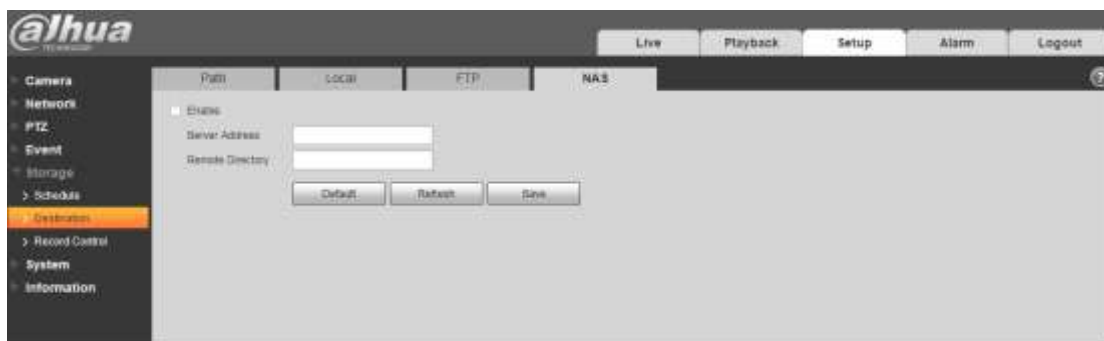 alhua
TECHNOLOGY
Live Playback Setup Alarm Logout
Camera
Path Local FTP NAS
Network
Enable
PTZ
Server Address
Event
Remote Directory
Storage
> Schedule
Default Refresh Save
> Destination
> Record Control
System
Information